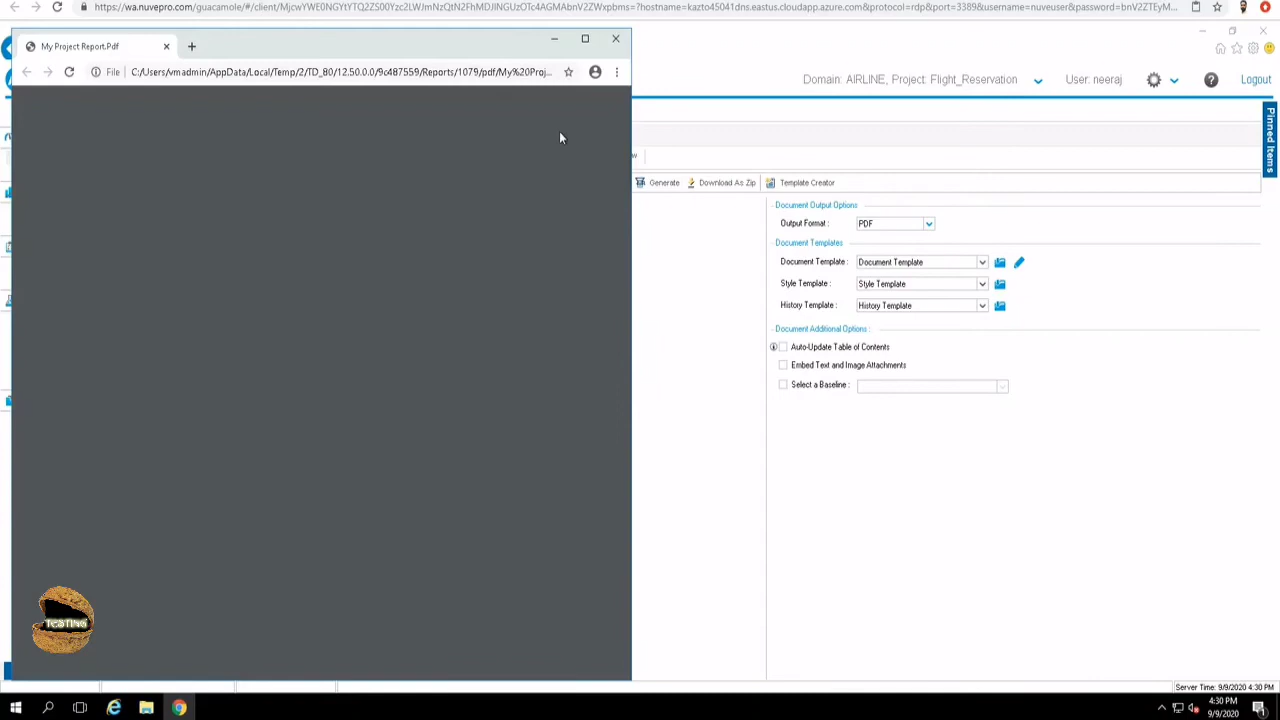 https://wa.nuvepro.com/guacamole/#/client/MjcwYWE0NGYtYTQ2ZS00Yzc2LWJmNzQtN2FhMDJlNGUzOTc4AGMAbnV2ZWxpbms=?hostname=kazto45041dns.eastus.cloudapp.azure.com&protocol=rdp&port=3389&username=nuveuser&password=bnV2ZTEyM...
My Project Report.Pdf
File
C:/Users/vmadmin/AppData/Local/Temp/2/TD_80/12.50.0.0/9c487559/Reports/1079/pdf/My%20Proj...
Domain: AIRLINE, Project: Flight_Reservation
User: neeraj
Logout
Pinned Items
Generate
Download As Zip
Template Creator
Document Output Options
Output Format :
PDF
Document Templates
Document Template :
Document Template
Style Template :
Style Template
History Template :
History Template
Document Additional Options :
Auto-Update Table of Contents
Embed Text and Image Attachments
Select a Baseline :
TESTING
Server Time: 9/9/2020 4:30 PM
4:30 PM
9/9/2020
1